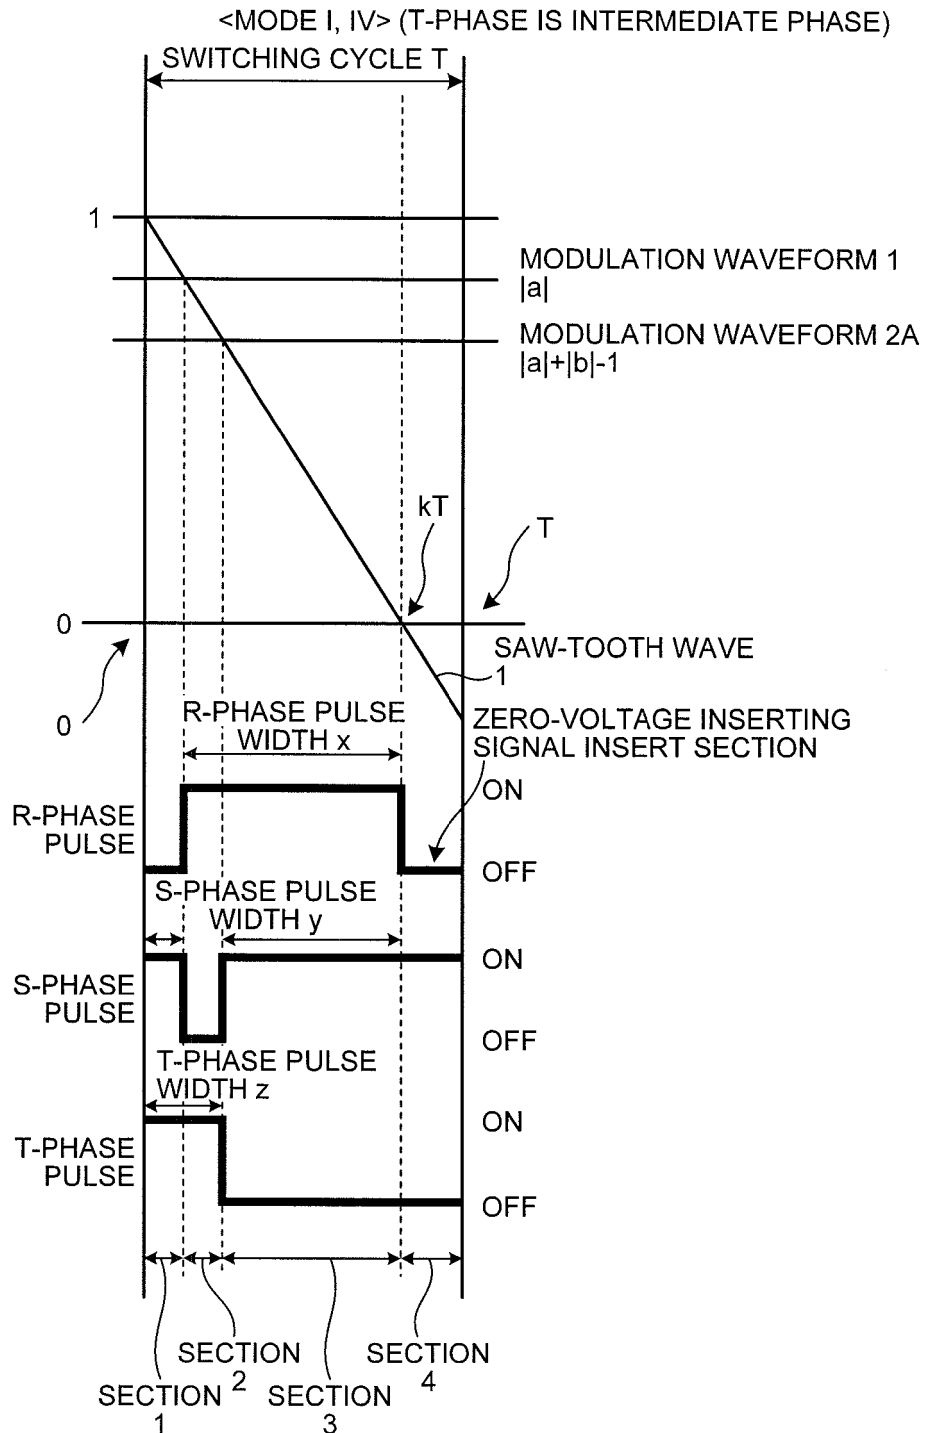 <MODE I, IV> (T-PHASE IS INTERMEDIATE PHASE)
SWITCHING CYCLE T
1
MODULATION WAVEFORM 1
|a|
MODULATION WAVEFORM 2A
|a|+|b|-1
kT
T
0
SAW-TOOTH WAVE
1
0
R-PHASE PULSE
WIDTH x
ZERO-VOLTAGE INSERTING
SIGNAL INSERT SECTION
ON
R-PHASE
PULSE
OFF
S-PHASE PULSE
WIDTH y
ON
S-PHASE
PULSE
OFF
T-PHASE PULSE
WIDTH z
ON
T-PHASE
PULSE
OFF
SECTION
2
SECTION
4
SECTION
1
SECTION
3